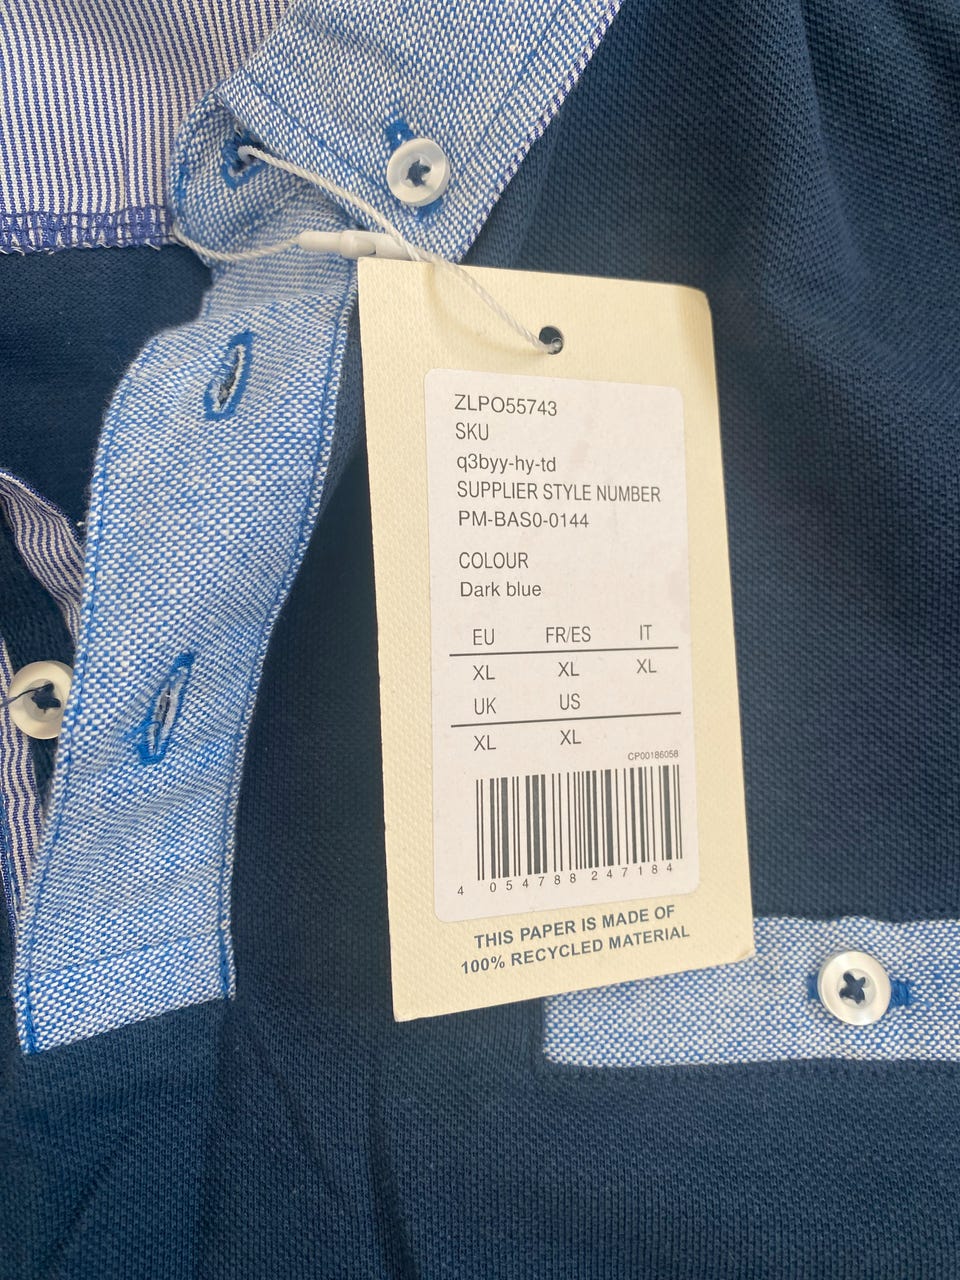 ZLPO55743
SKU
q3byy-hy-td
SUPPLIER STYLE NUMBER
PM-BAS0-0144
COLOUR
Dark blue
EU FR/ES IT
XL XL XL
UK US
XL XL
CP00186058
4 054788 247184
THIS PAPER IS MADE OF
100% RECYCLED MATERIAL